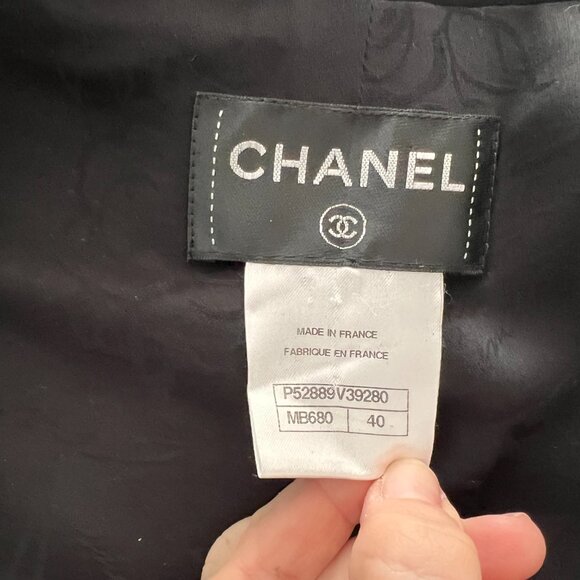 CHANEL
MADE IN FRANCE
FABRIQUE EN FRANCE
P52889V39280
MB680 40